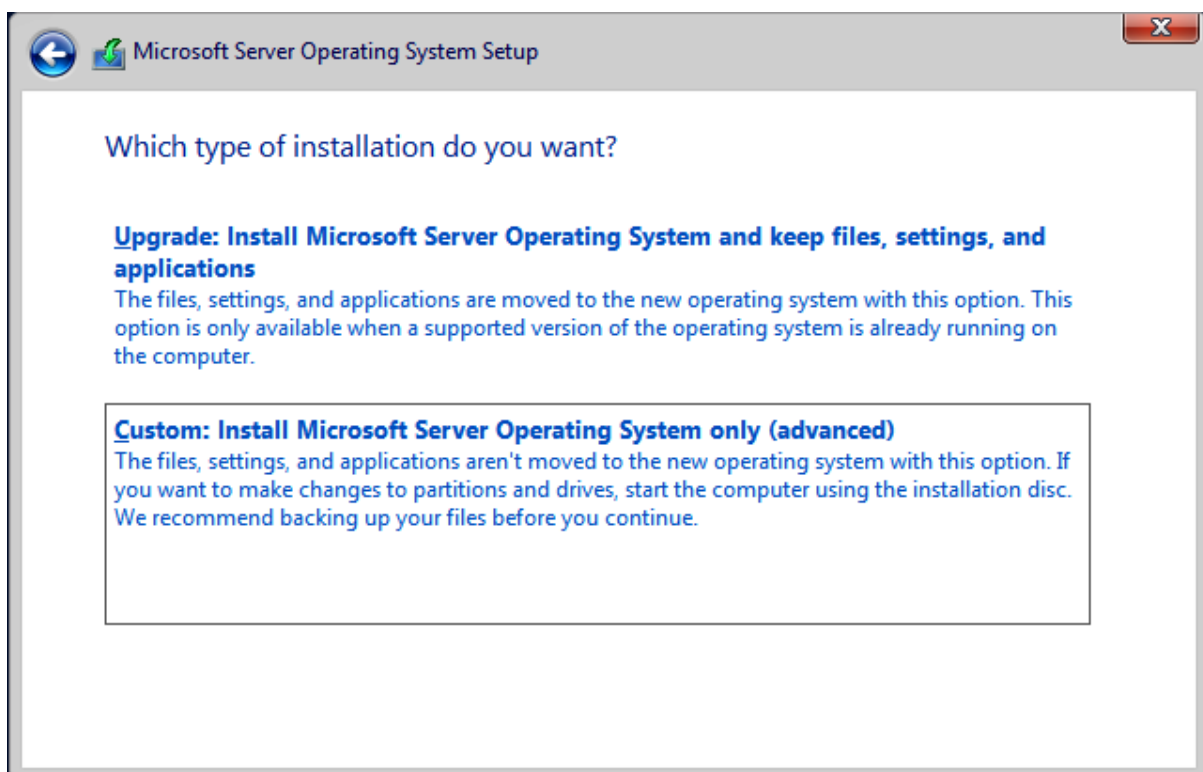 Microsoft Server Operating System Setup
Which type of installation do you want?
Upgrade: Install Microsoft Server Operating System and keep files, settings, and
applications
The files, settings, and applications are moved to the new operating system with this option. This
option is only available when a supported version of the operating system is already running on
the computer.
Custom: Install Microsoft Server Operating System only (advanced)
The files, settings, and applications aren't moved to the new operating system with this option. If
you want to make changes to partitions and drives, start the computer using the installation disc.
We recommend backing up your files before you continue.